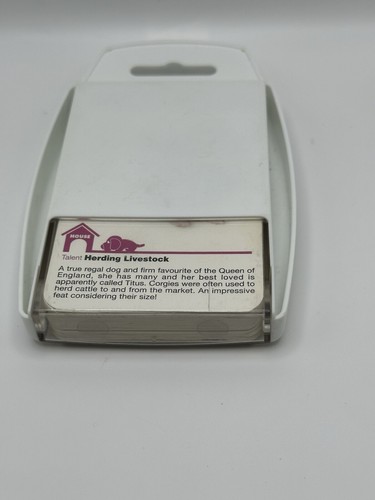 HOUSE
Talent Herding Livestock
A true regal dog and firm favourite of the Queen of
England, she has many and her best loved is
apparently called Titus. Corgies were often used to
herd cattle to and from the market. An impressive
feat considering their size!